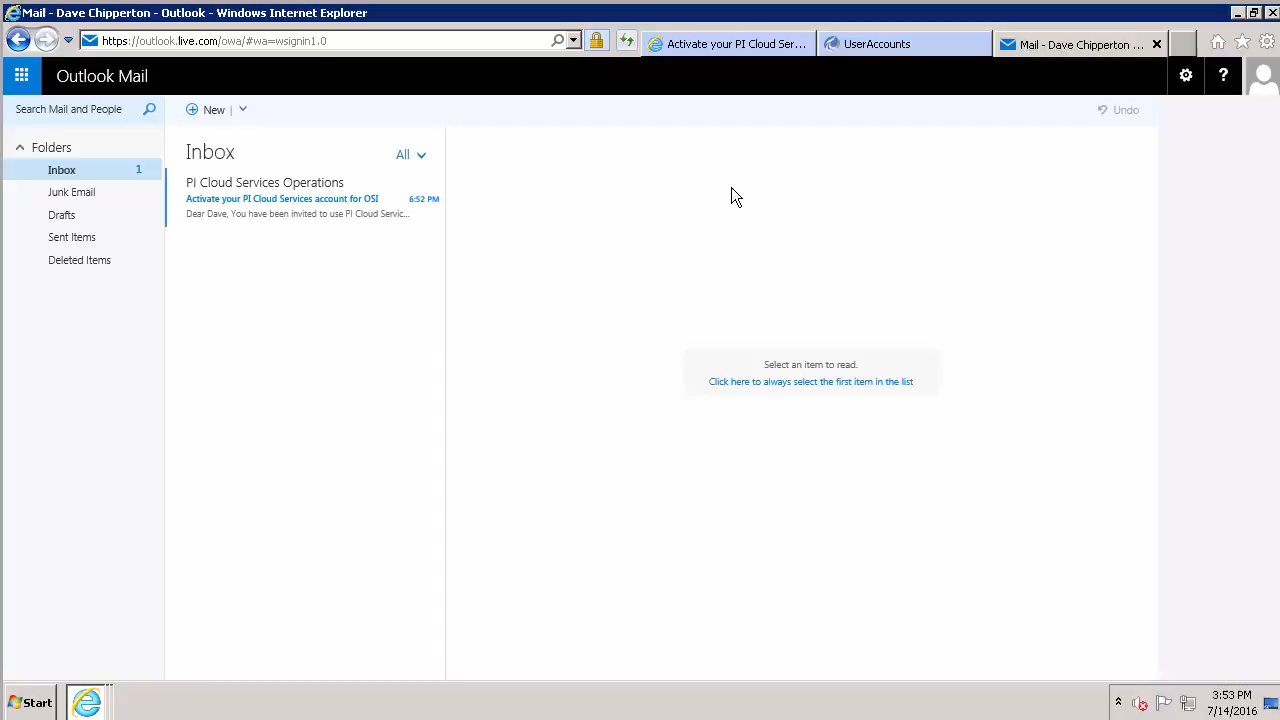 Mail - Dave Chipperton - Outlook - Windows Internet Explorer
https://outlook.live.com/owa/#wa=wsignin1.0
Activate your PI Cloud Ser...
UserAccounts
Mail - Dave Chipperton ...
Outlook Mail
?
Search Mail and People
New
Undo
Folders
Inbox 1
Junk Email
Drafts
Sent Items
Deleted Items
Inbox
All
PI Cloud Services Operations
Activate your PI Cloud Services account for OSI 6:52 PM
Dear Dave, You have been invited to use PI Cloud Servic...
Select an item to read.
Click here to always select the first item in the list
Start
3:53 PM
7/14/2016